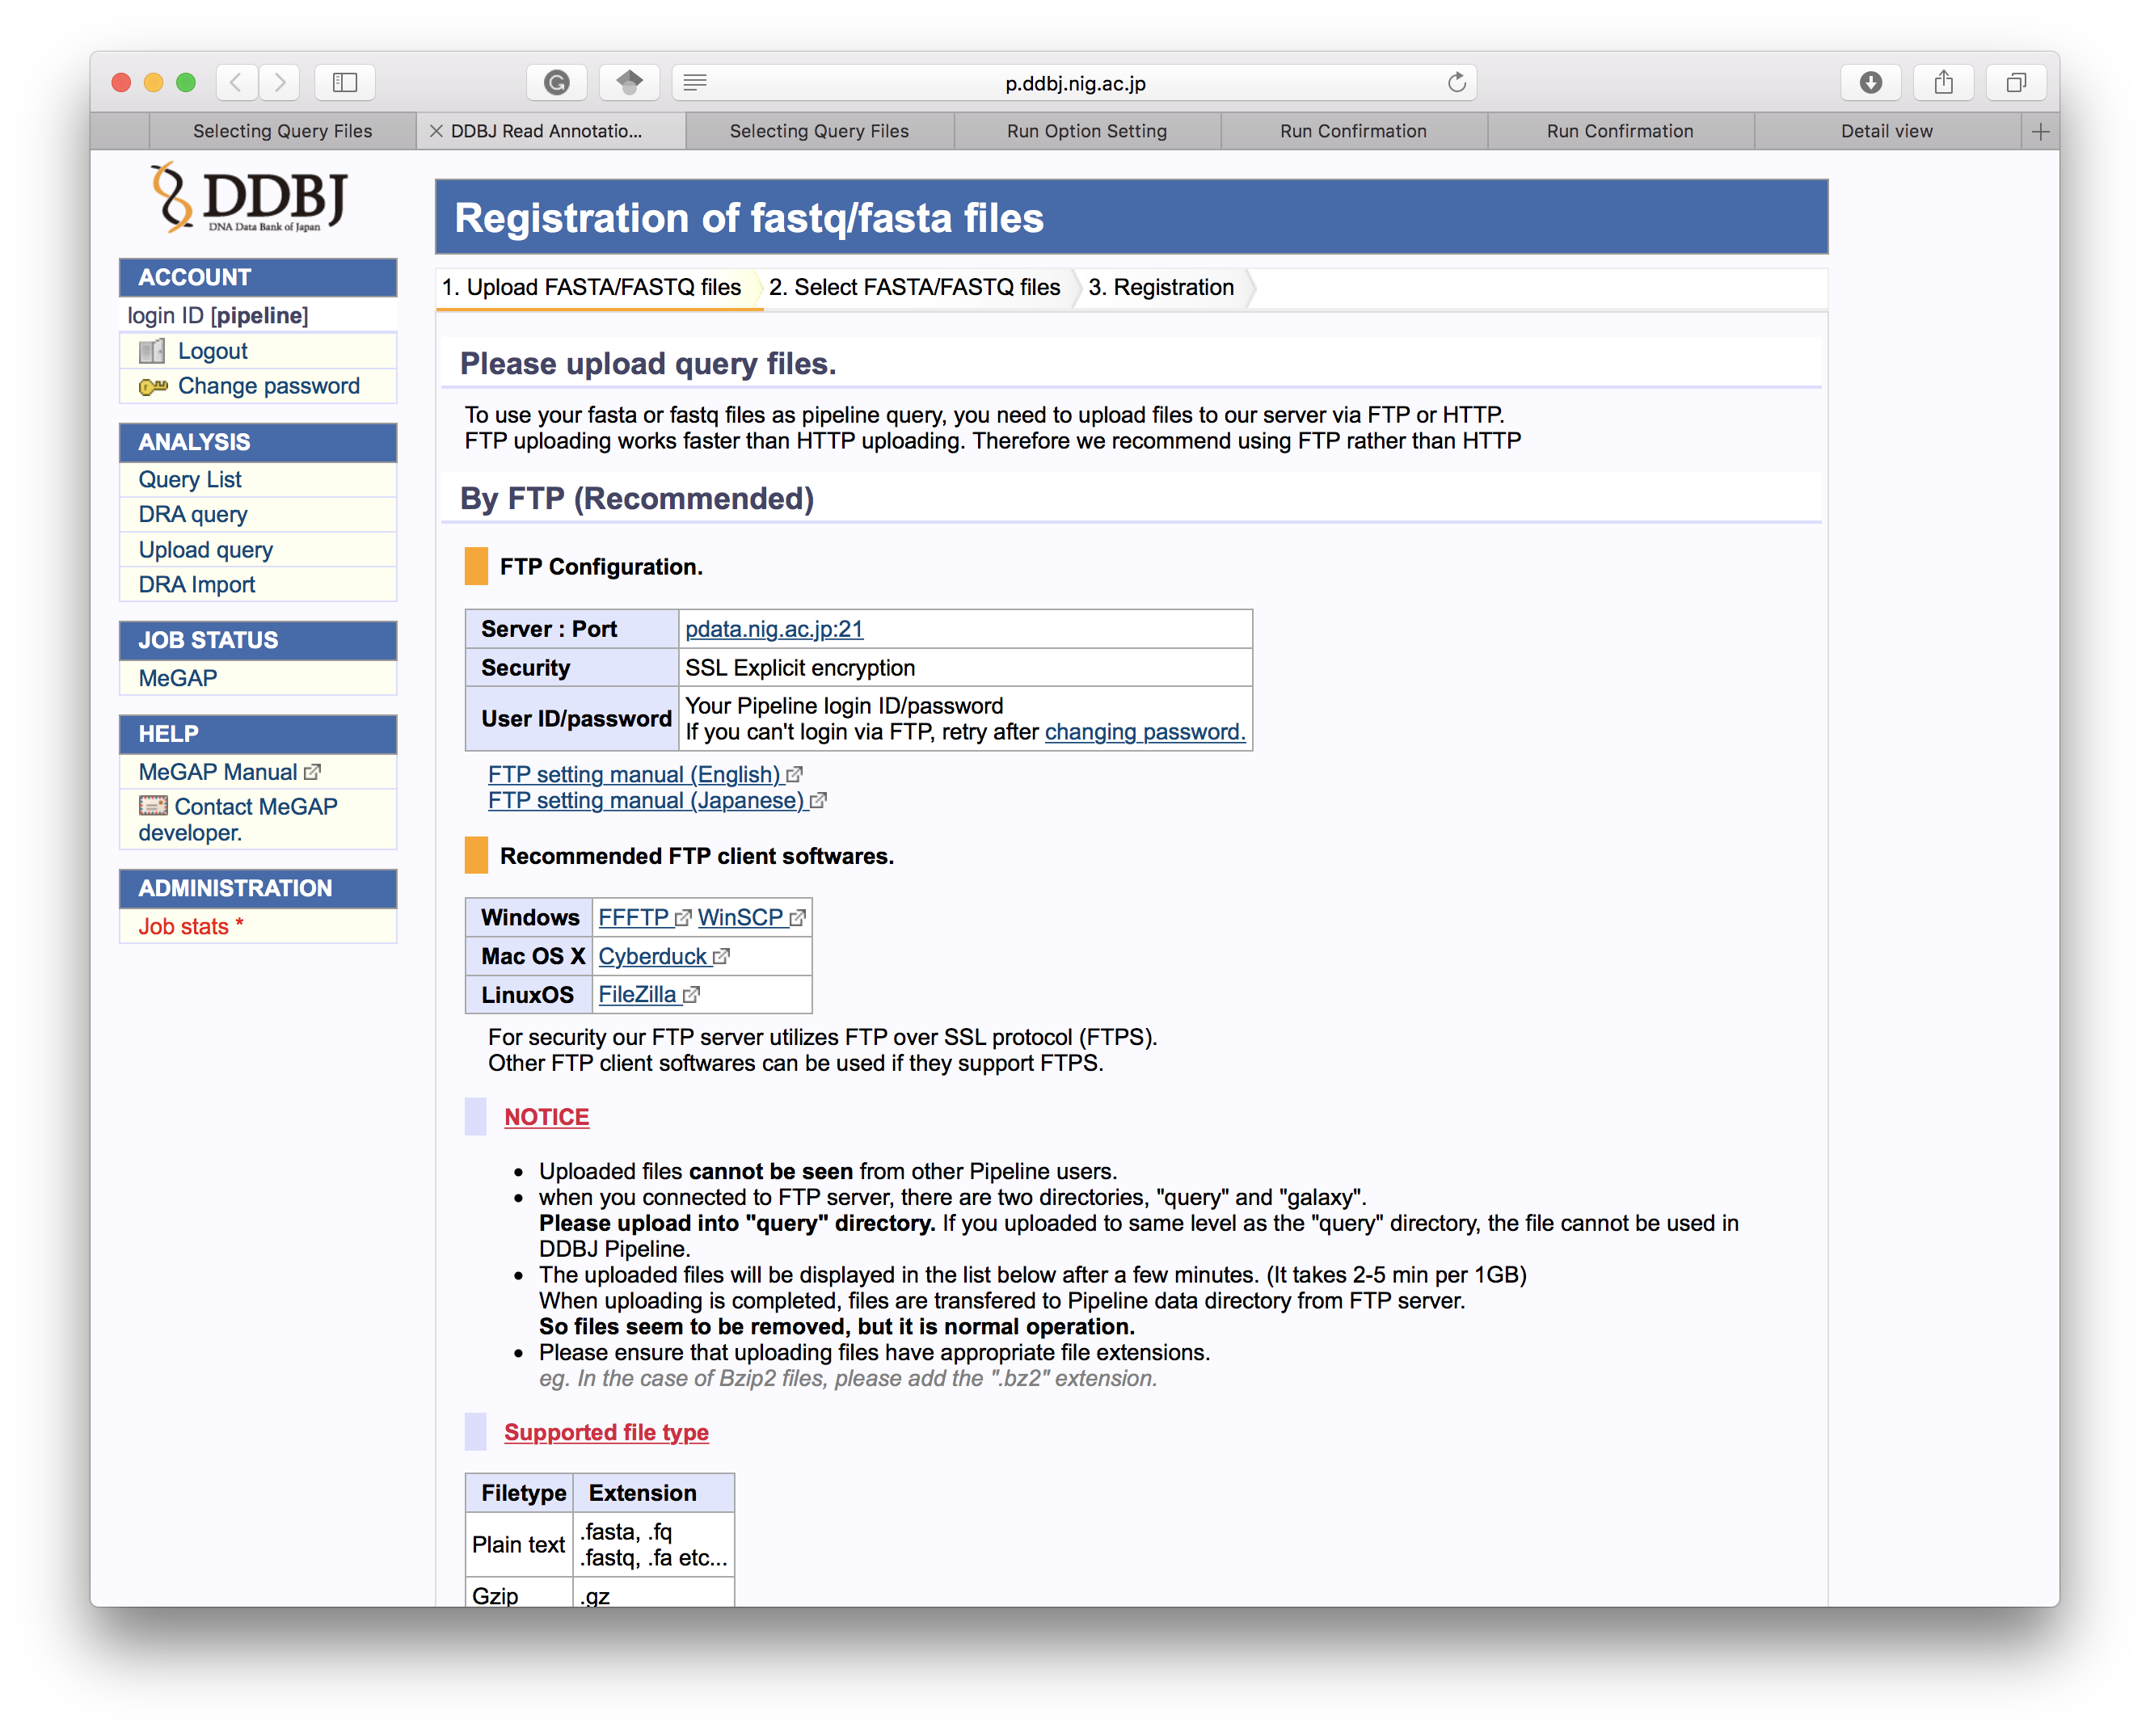 p.ddbj.nig.ac.jp
Selecting Query Files
DDBJ Read Annotatio...
Selecting Query Files
Run Option Setting
Run Confirmation
Run Confirmation
Detail view
DDBJ
DNA Data Bank of Japan
ACCOUNT
login ID [pipeline]
Logout
Change password
ANALYSIS
Query List
DRA query
Upload query
DRA Import
JOB STATUS
MeGAP
HELP
MeGAP Manual
Contact MeGAP
developer.
ADMINISTRATION
Job stats *
Registration of fastq/fasta files
1. Upload FASTA/FASTQ files 2. Select FASTA/FASTQ files 3. Registration
Please upload query files.
To use your fasta or fastq files as pipeline query, you need to upload files to our server via FTP or HTTP.
FTP uploading works faster than HTTP uploading. Therefore we recommend using FTP rather than HTTP
By FTP (Recommended)
FTP Configuration.
Server : Port pdata.nig.ac.jp:21
Security SSL Explicit encryption
User ID/password Your Pipeline login ID/password
If you can't login via FTP, retry after changing password.
FTP setting manual (English)
FTP setting manual (Japanese)
Recommended FTP client softwares.
Windows FFFTP WinSCP
Mac OS X Cyberduck
LinuxOS FileZilla
For security our FTP server utilizes FTP over SSL protocol (FTPS).
Other FTP client softwares can be used if they support FTPS.
NOTICE
• Uploaded files cannot be seen from other Pipeline users.
• when you connected to FTP server, there are two directories, "query" and "galaxy".
Please upload into "query" directory. If you uploaded to same level as the "query" directory, the file cannot be used in
DDBJ Pipeline.
• The uploaded files will be displayed in the list below after a few minutes. (It takes 2-5 min per 1GB)
When uploading is completed, files are transfered to Pipeline data directory from FTP server.
So files seem to be removed, but it is normal operation.
• Please ensure that uploading files have appropriate file extensions.
eg. In the case of Bzip2 files, please add the ".bz2" extension.
Supported file type
Filetype Extension
Plain text .fasta, .fq
.fastq, .fa etc...
Gzip .gz